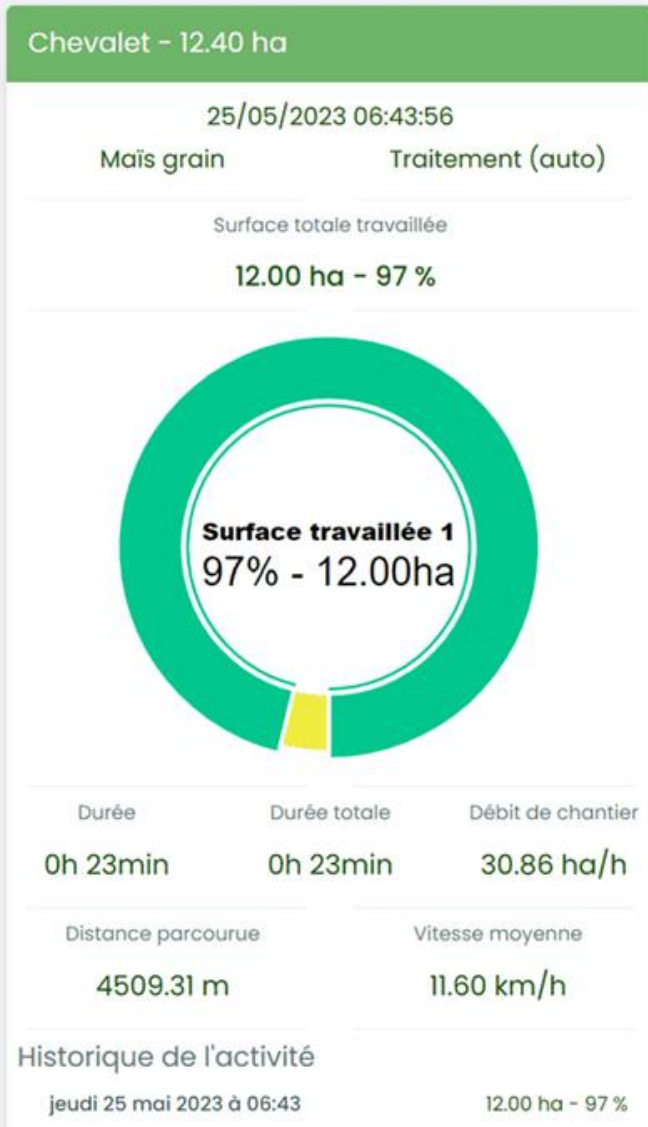 Chevalet - 12.40 ha
25/05/2023 06:43:56
Maïs grain Traitement (auto)
Surface totale travaillée
12.00 ha - 97 %
Surface travaillée 1
97% - 12.00ha
Durée Durée totale Débit de chantier
0h 23min 0h 23min 30.86 ha/h
Distance parcourue Vitesse moyenne
4509.31 m 11.60 km/h
Historique de l'activité
jeudi 25 mai 2023 à 06:43 12.00 ha - 97 %